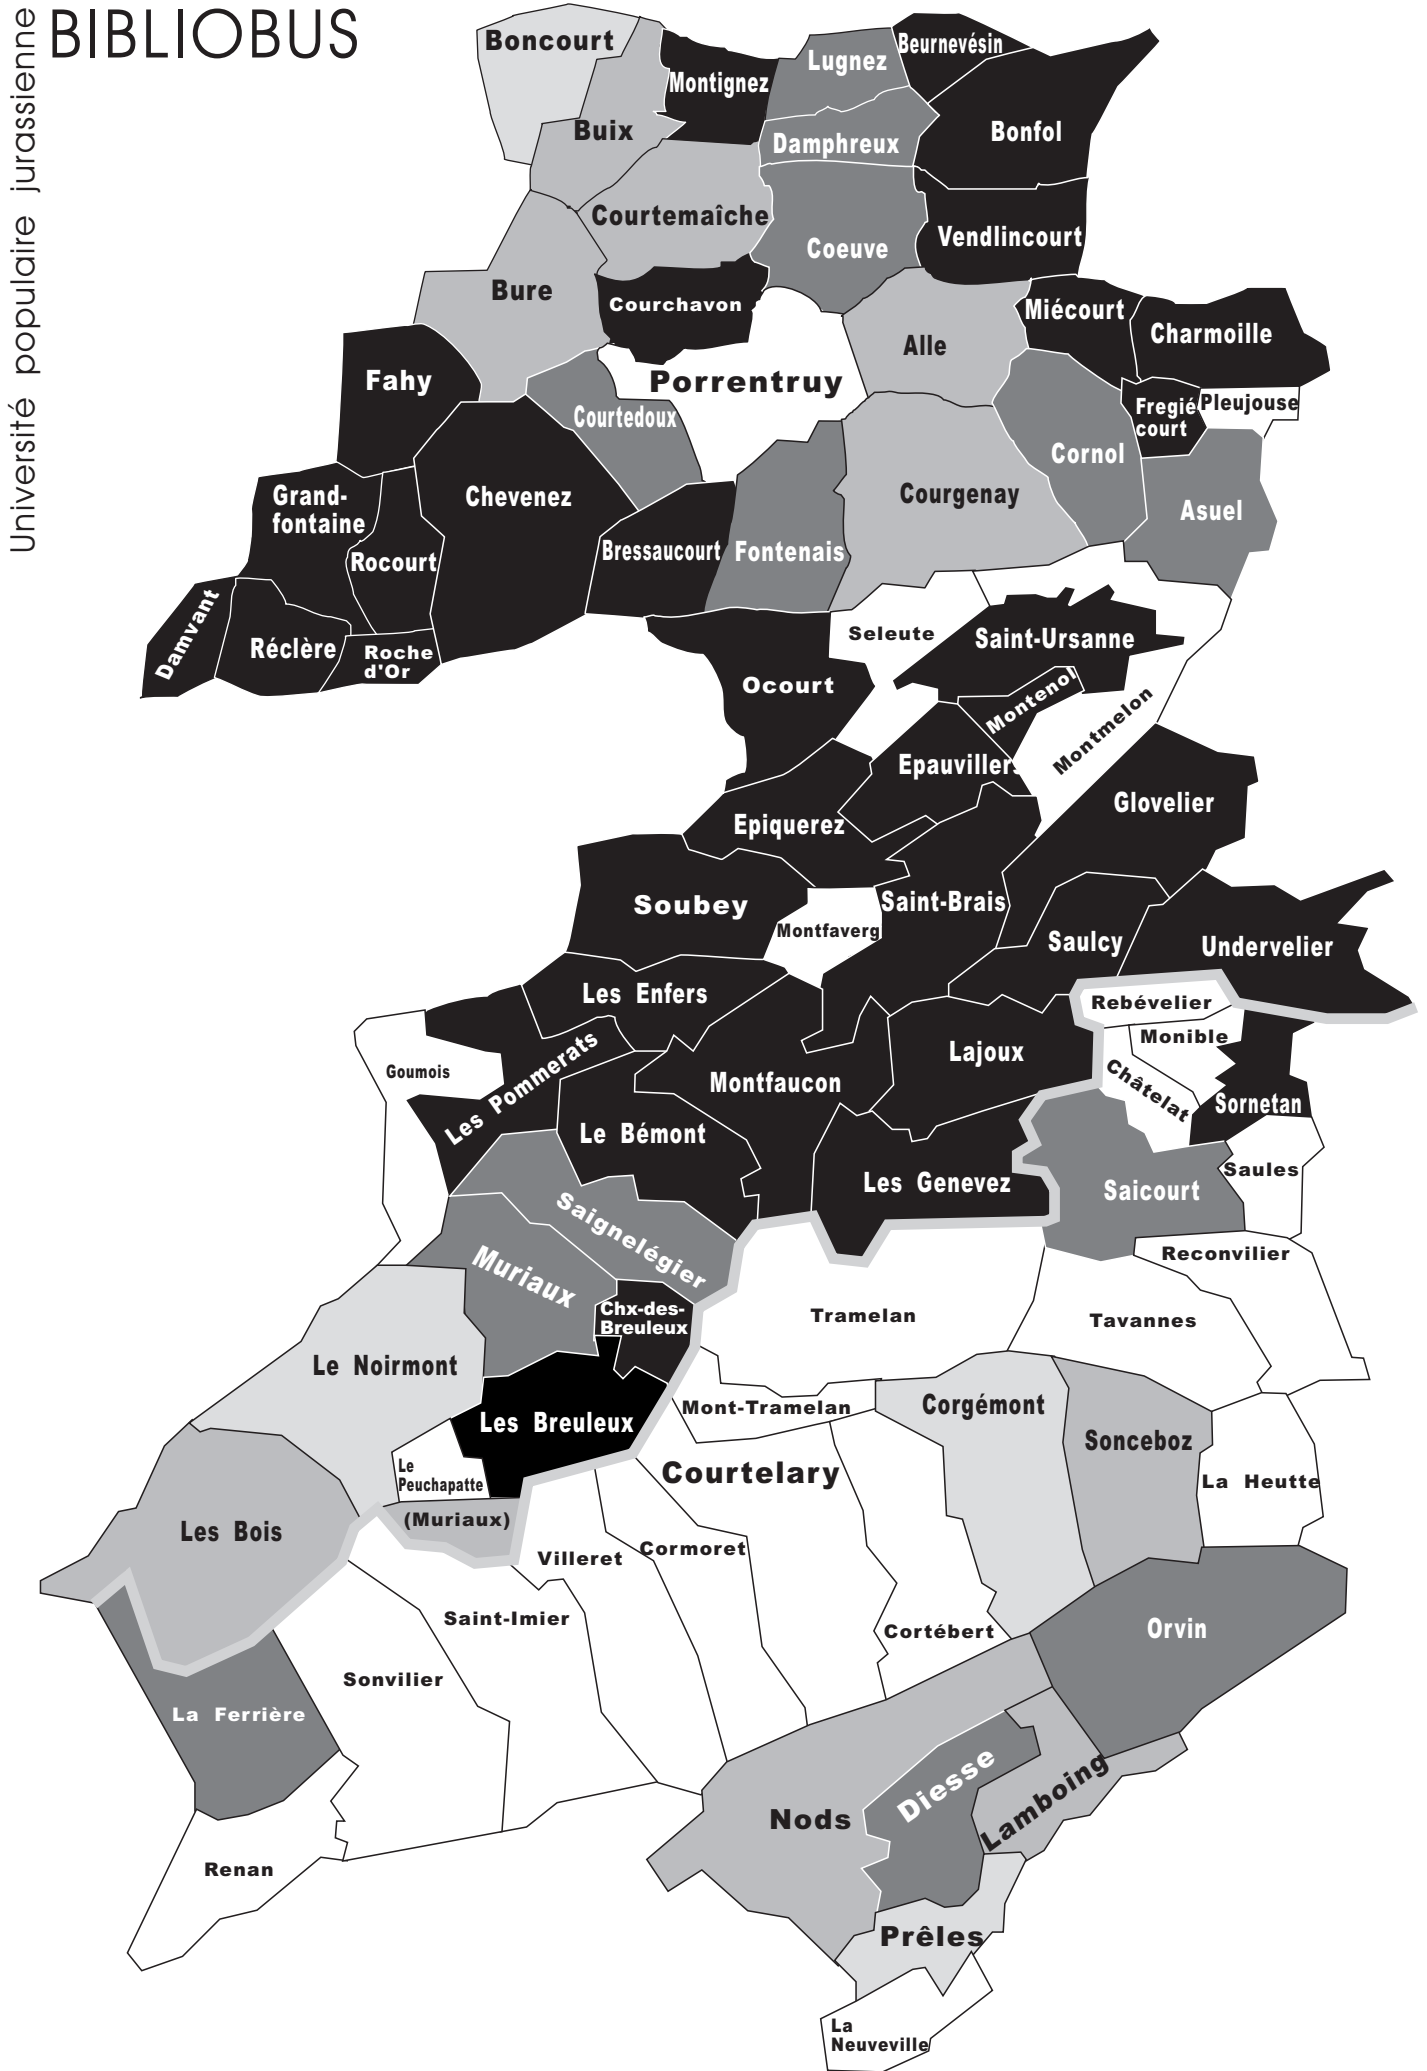 BIBLIOBUS
Université populaire jurassienne
Boncourt
Buix
Montignez
Lugnez
Beurnevésin
Damphreux
Bonfol
Courtemaîche
Coeuve
Vendlincourt
Bure
Courchavon
Miécourt
Charmoille
Alle
Porrentruy
Fahy
Courtedoux
Fregié
court
Pleujouse
Cornol
Grand-
fontaine
Chevenez
Courgenay
Asuel
Rocourt
Bressaucourt
Fontenais
Damvant
Réclère
Roche
d'Or
Seleute
Saint-Ursanne
Ocourt
Montenol
Montmelon
Epauvillers
Epiquerez
Glovelier
Soubey
Montfaverg
Saint-Brais
Saulcy
Undervelier
Les Enfers
Rebévelier
Monible
Goumois
Les Pommerats
Montfaucon
Lajoux
Châtelat
Sornetan
Le Bémont
Saules
Les Genevez
Saicourt
Saignelégier
Muriaux
Reconvilier
Chx-des-
Breuleux
Tramelan
Tavannes
Le Noirmont
Les Breuleux
Mont-Tramelan
Corgémont
Sonceboz
Le
Peuchapatte
Courtelary
La Heutte
(Muriaux)
Les Bois
Villeret
Cormoret
Saint-Imier
Cortébert
Orvin
Sonvilier
La Ferrière
Diesse
Lamboing
Nods
Renan
Prêles
La
Neuveville